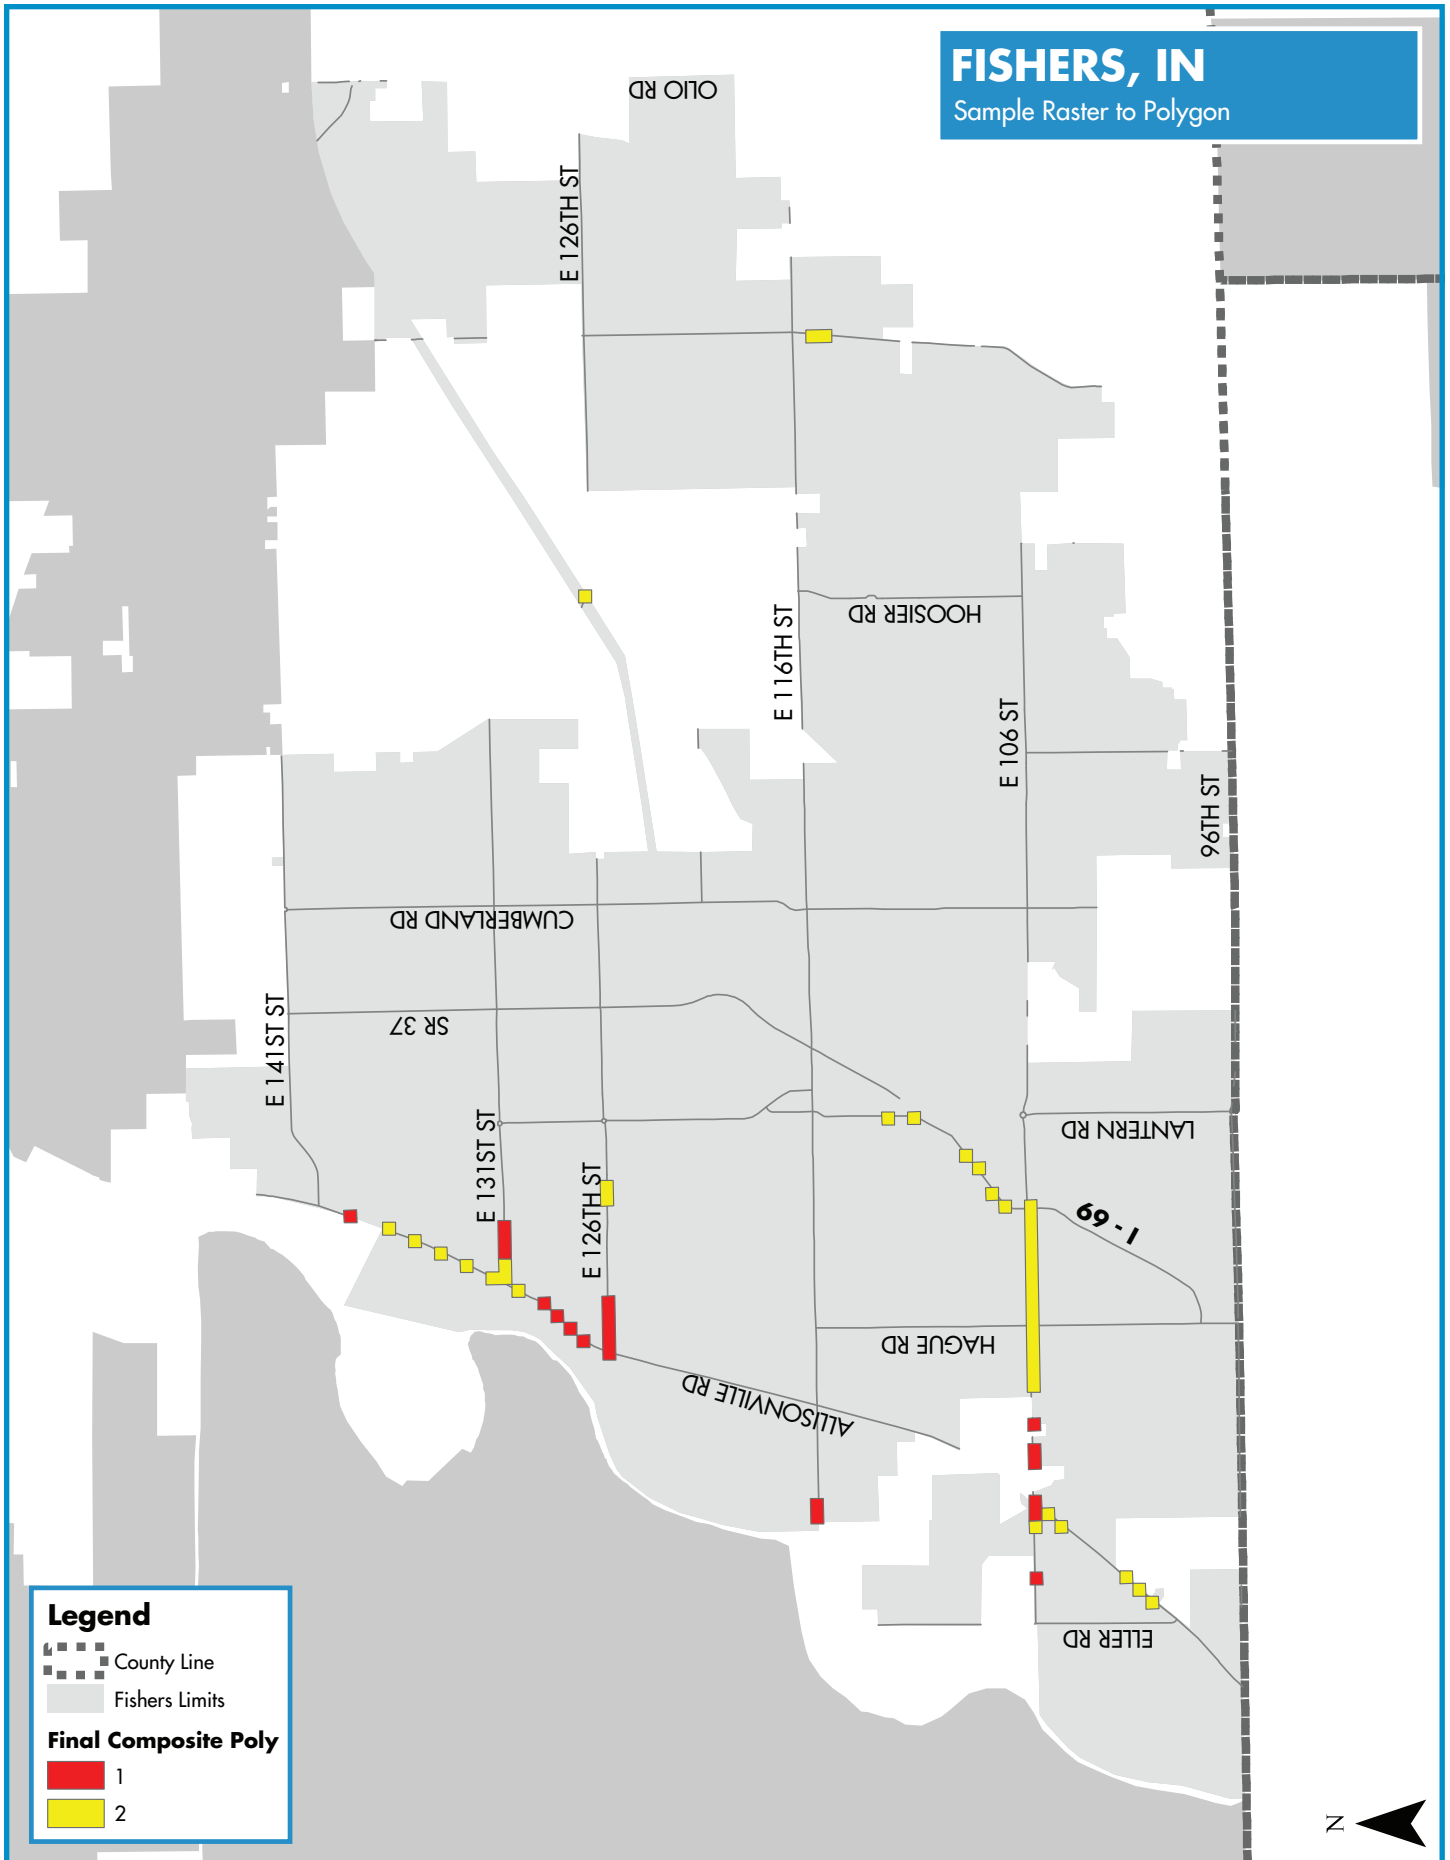 FISHERS, IN
Sample Raster to Polygon
OLIO RD
E 126TH ST
E 116TH ST
HOOSIER RD
E 106 ST
96TH ST
CUMBERLAND RD
SR 37
E 141ST ST
E 131ST ST
E 126TH ST
LANTERN RD
I - 69
HAGUE RD
ALLISONVILLE RD
ELLER RD
Legend
County Line
Fishers Limits
Final Composite Poly
1
2
N